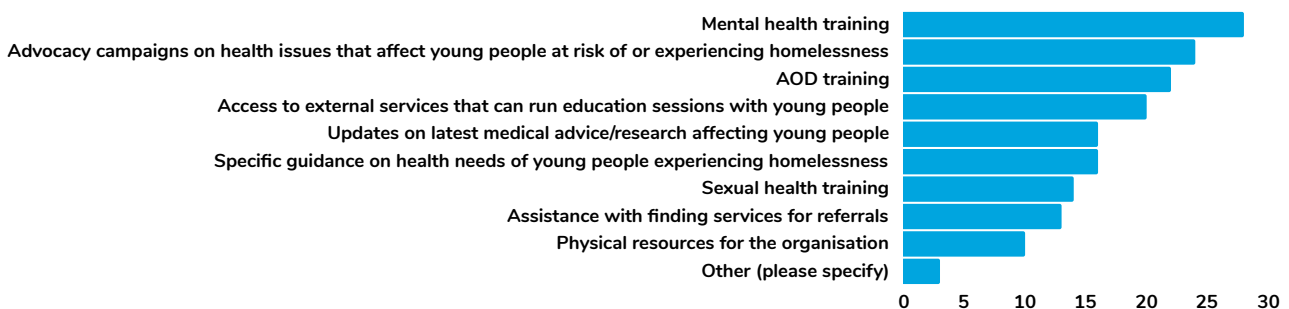 Mental health training
Advocacy campaigns on health issues that affect young people at risk of or experiencing homelessness
AOD training
Access to external services that can run education sessions with young people
Updates on latest medical advice/research affecting young people
Specific guidance on health needs of young people experiencing homelessness
Sexual health training
Assistance with finding services for referrals
Physical resources for the organisation
Other (please specify)
0 5 10 15 20 25 30